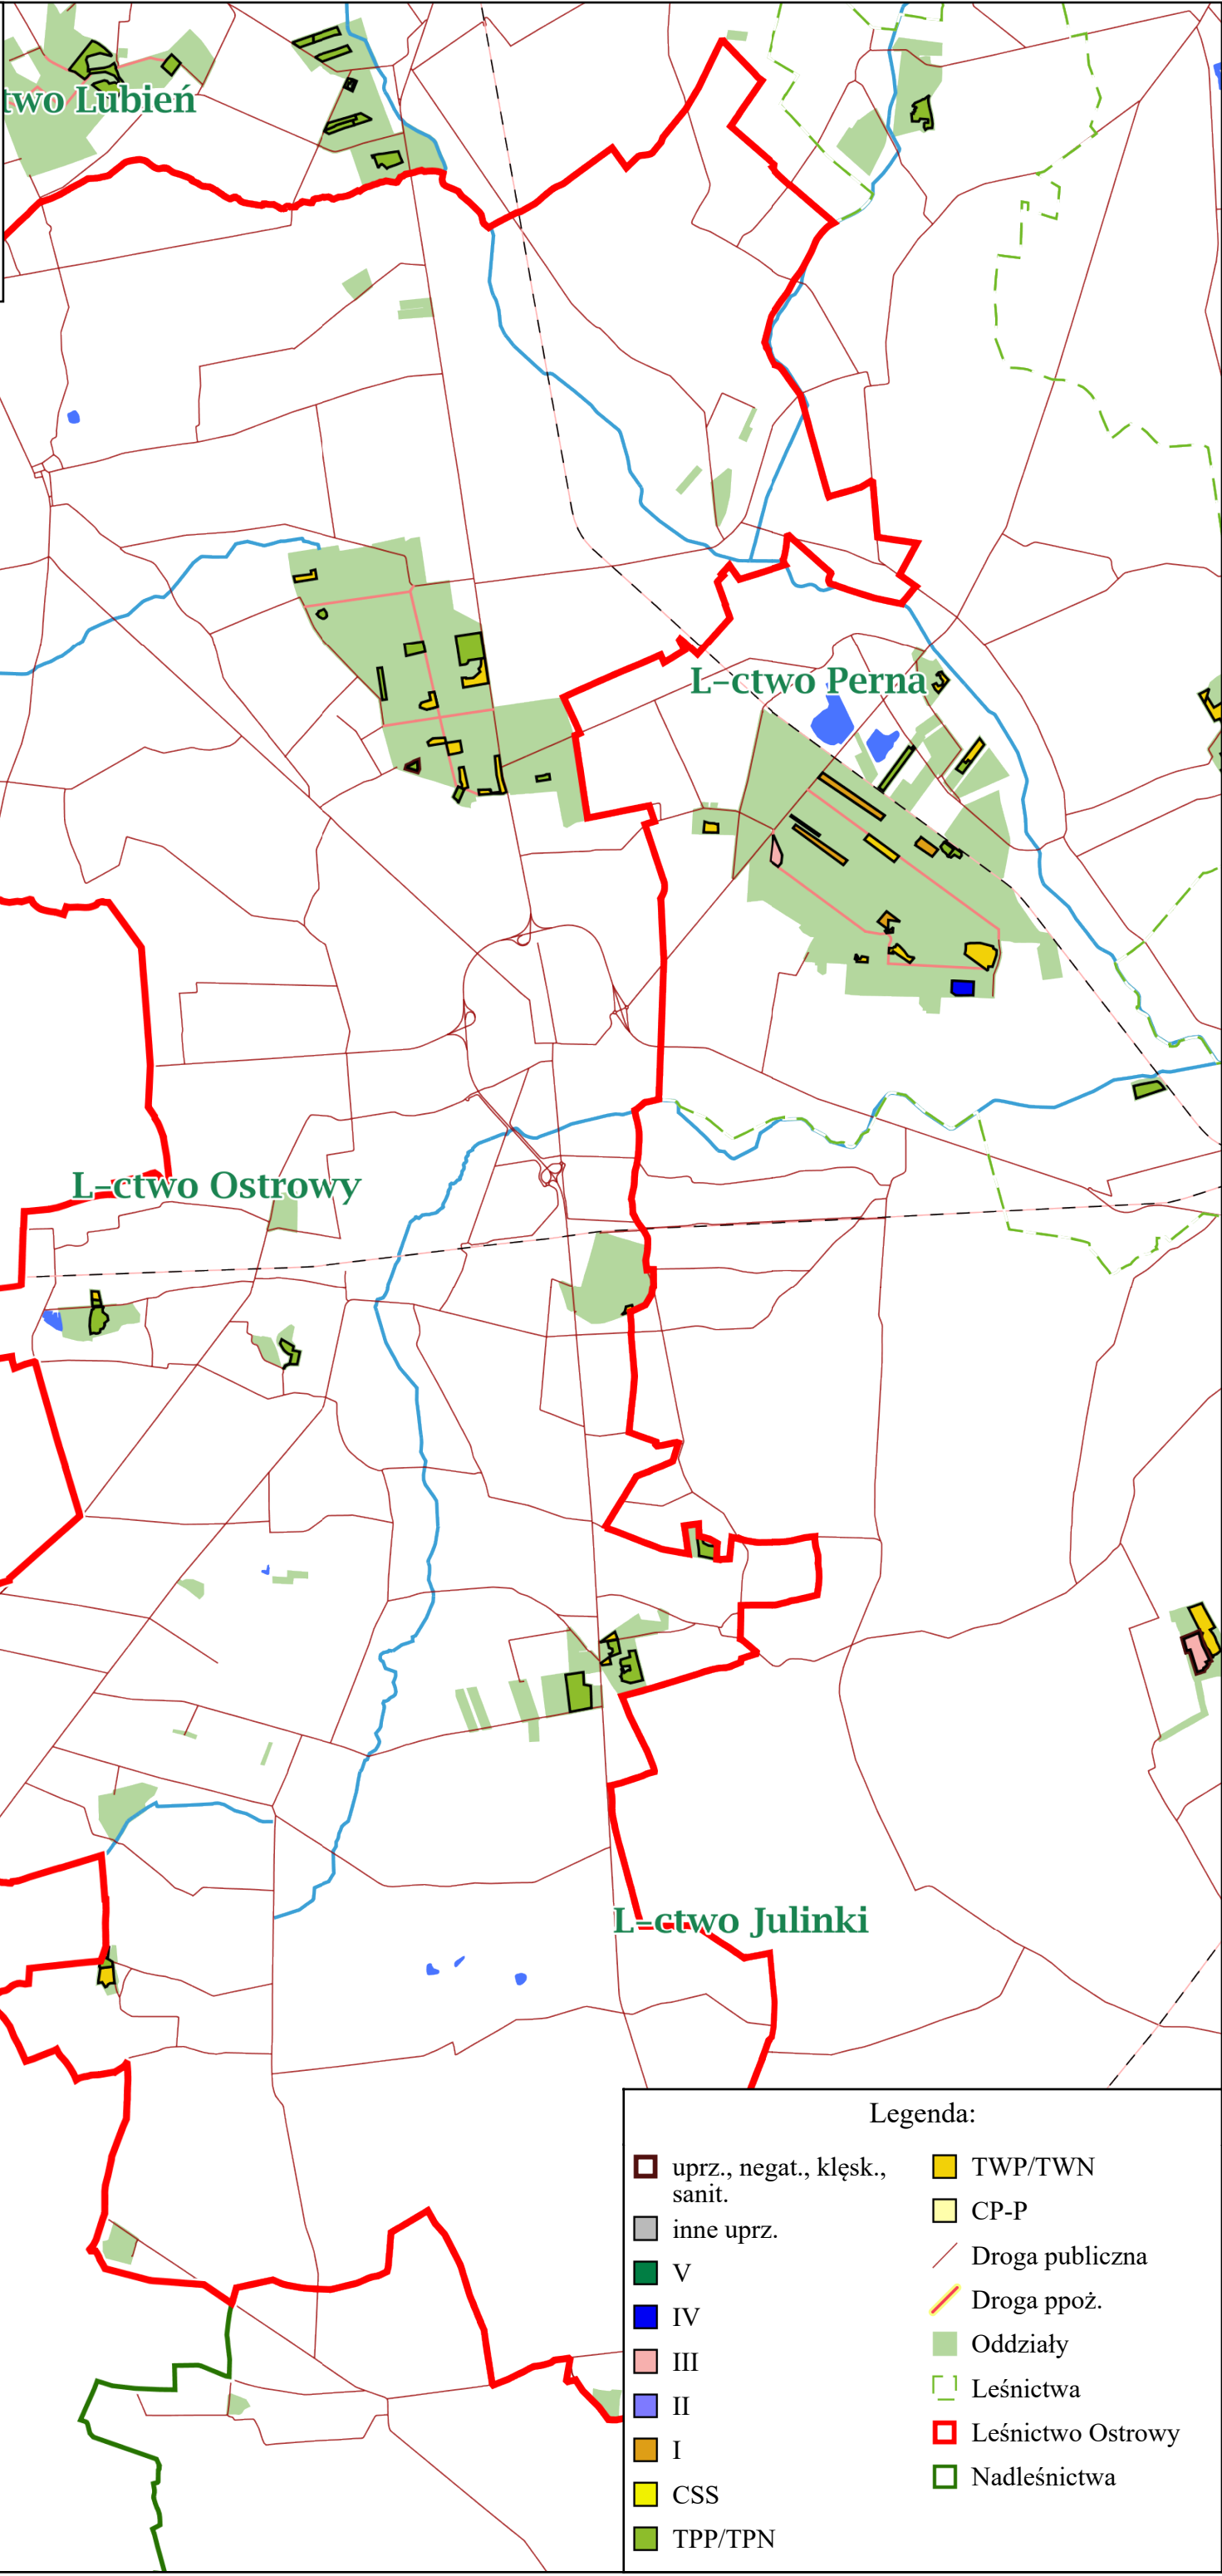 two Lubień
L-ctwo Perna
L-ctwo Ostrowy
L-ctwo Julinki
Legenda:
uprz., negat., klęsk.,
sanit.
inne uprz.
V
IV
III
II
I
CSS
TPP/TPN
TWP/TWN
CP-P
Droga publiczna
Droga ppoż.
Oddziały
Leśnictwa
Leśnictwo Ostrowy
Nadleśnictwa